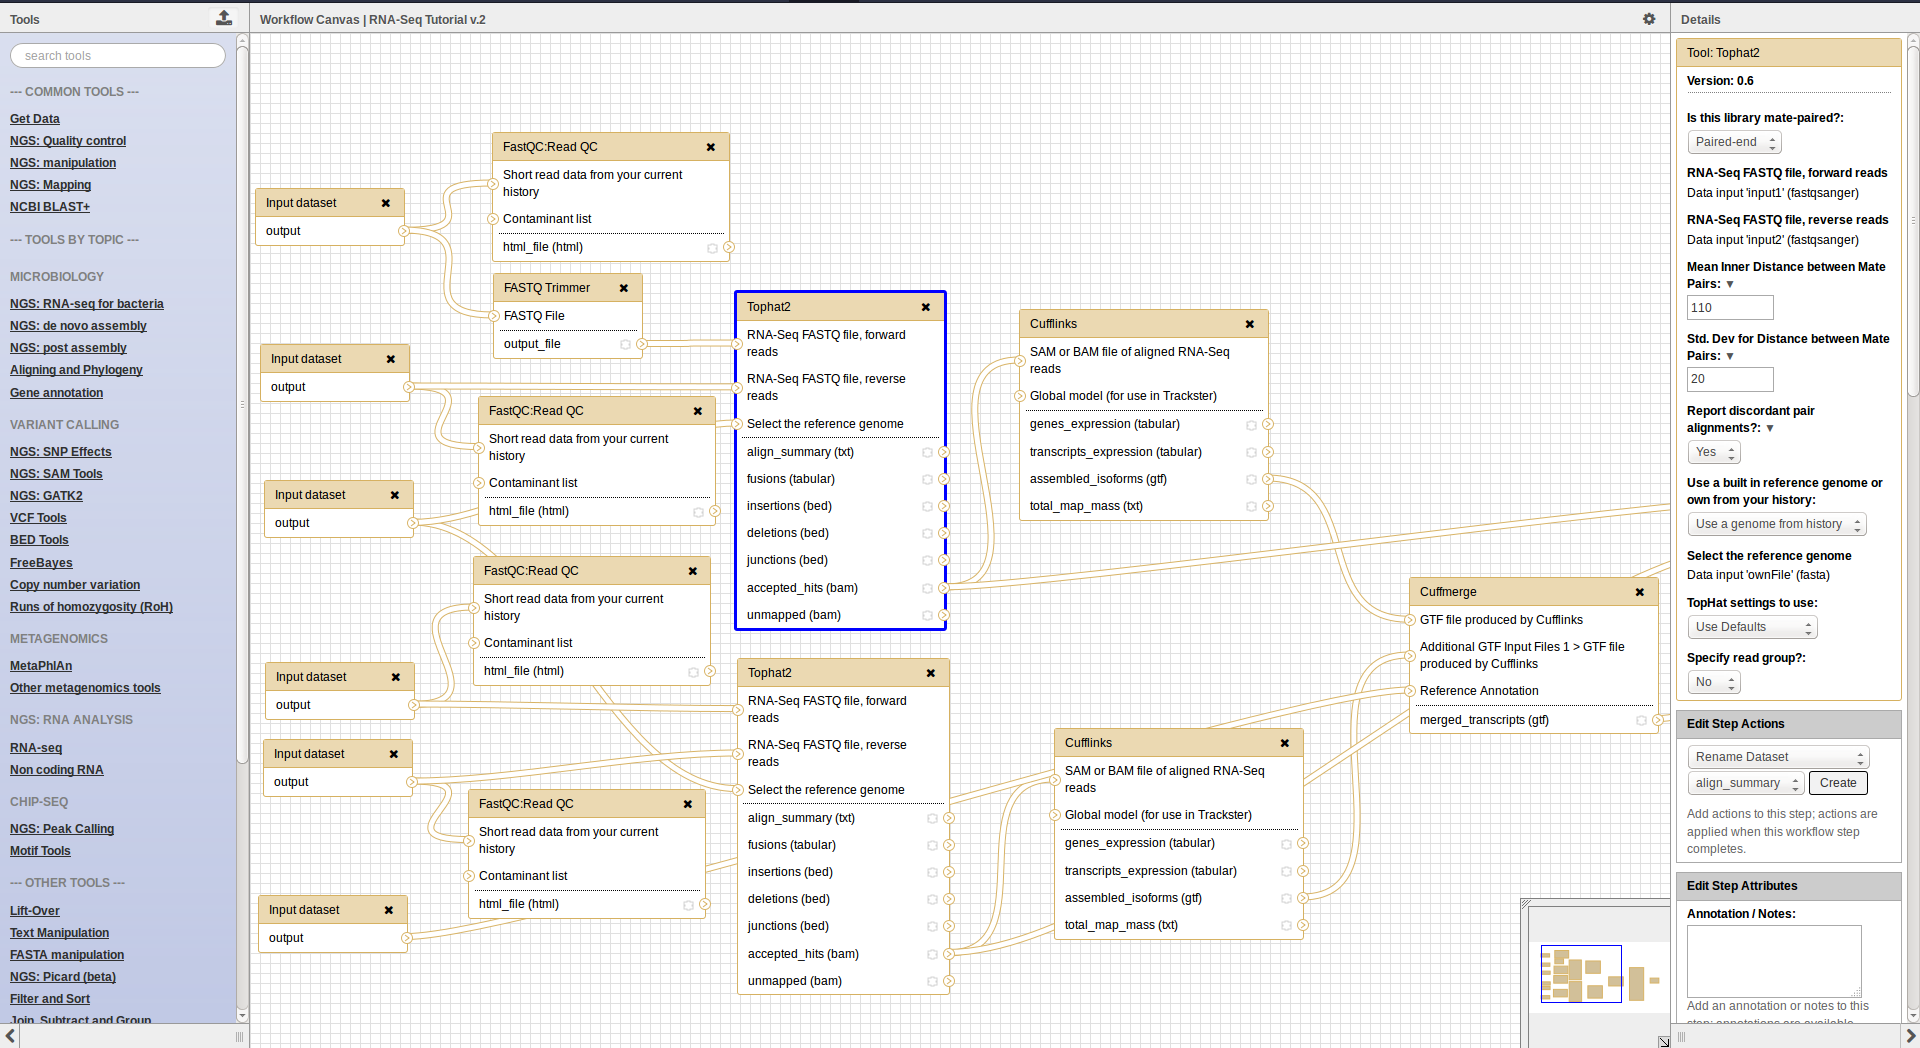 Tools
search tools
--- COMMON TOOLS ---
Get Data
NGS: Quality control
NGS: manipulation
NGS: Mapping
NCBI BLAST+
--- TOOLS BY TOPIC ---
MICROBIOLOGY
NGS: RNA-seq for bacteria
NGS: de novo assembly
NGS: post assembly
Aligning and Phylogeny
Gene annotation
VARIANT CALLING
NGS: SNP Effects
NGS: SAM Tools
NGS: GATK2
VCF Tools
BED Tools
FreeBayes
Copy number variation
Runs of homozygosity (RoH)
METAGENOMICS
MetaPhlAn
Other metagenomics tools
NGS: RNA ANALYSIS
RNA-seq
Non coding RNA
CHIP-SEQ
NGS: Peak Calling
Motif Tools
--- OTHER TOOLS ---
Lift-Over
Text Manipulation
FASTA manipulation
NGS: Picard (beta)
Filter and Sort
Join, Subtract and Group
Workflow Canvas | RNA-Seq Tutorial v.2
Input dataset
output
Input dataset
output
Input dataset
output
Input dataset
output
Input dataset
output
Input dataset
output
FastQC:Read QC
Short read data from your current
history
Contaminant list
html_file (html)
FASTQ Trimmer
FASTQ File
output_file
FastQC:Read QC
Short read data from your current
history
Contaminant list
html_file (html)
FastQC:Read QC
Short read data from your current
history
Contaminant list
html_file (html)
FastQC:Read QC
Short read data from your current
history
Contaminant list
html_file (html)
Tophat2
RNA-Seq FASTQ file, forward
reads
RNA-Seq FASTQ file, reverse
reads
Select the reference genome
align_summary (txt)
fusions (tabular)
insertions (bed)
deletions (bed)
junctions (bed)
accepted_hits (bam)
unmapped (bam)
Tophat2
RNA-Seq FASTQ file, forward
reads
RNA-Seq FASTQ file, reverse
reads
Select the reference genome
align_summary (txt)
fusions (tabular)
insertions (bed)
deletions (bed)
junctions (bed)
accepted_hits (bam)
unmapped (bam)
Cufflinks
SAM or BAM file of aligned RNA-Seq
reads
Global model (for use in Trackster)
genes_expression (tabular)
transcripts_expression (tabular)
assembled_isoforms (gtf)
total_map_mass (txt)
Cufflinks
SAM or BAM file of aligned RNA-Seq
reads
Global model (for use in Trackster)
genes_expression (tabular)
transcripts_expression (tabular)
assembled_isoforms (gtf)
total_map_mass (txt)
Cuffmerge
GTF file produced by Cufflinks
Additional GTF Input Files 1 > GTF file
produced by Cufflinks
Reference Annotation
merged_transcripts (gtf)
Details
Tool: Tophat2
Version: 0.6
Is this library mate-paired?:
Paired-end
RNA-Seq FASTQ file, forward reads
Data input 'input1' (fastqsanger)
RNA-Seq FASTQ file, reverse reads
Data input 'input2' (fastqsanger)
Mean Inner Distance between Mate
Pairs: ▼
110
Std. Dev for Distance between Mate
Pairs: ▼
20
Report discordant pair
alignments?: ▼
Yes
Use a built in reference genome or
own from your history:
Use a genome from history
Select the reference genome
Data input 'ownFile' (fasta)
TopHat settings to use:
Use Defaults
Specify read group?:
No
Edit Step Actions
Rename Dataset
align_summary Create
Add actions to this step; actions are
applied when this workflow step
completes.
Edit Step Attributes
Annotation / Notes:
Add an annotation or notes to this
step; annotations are available